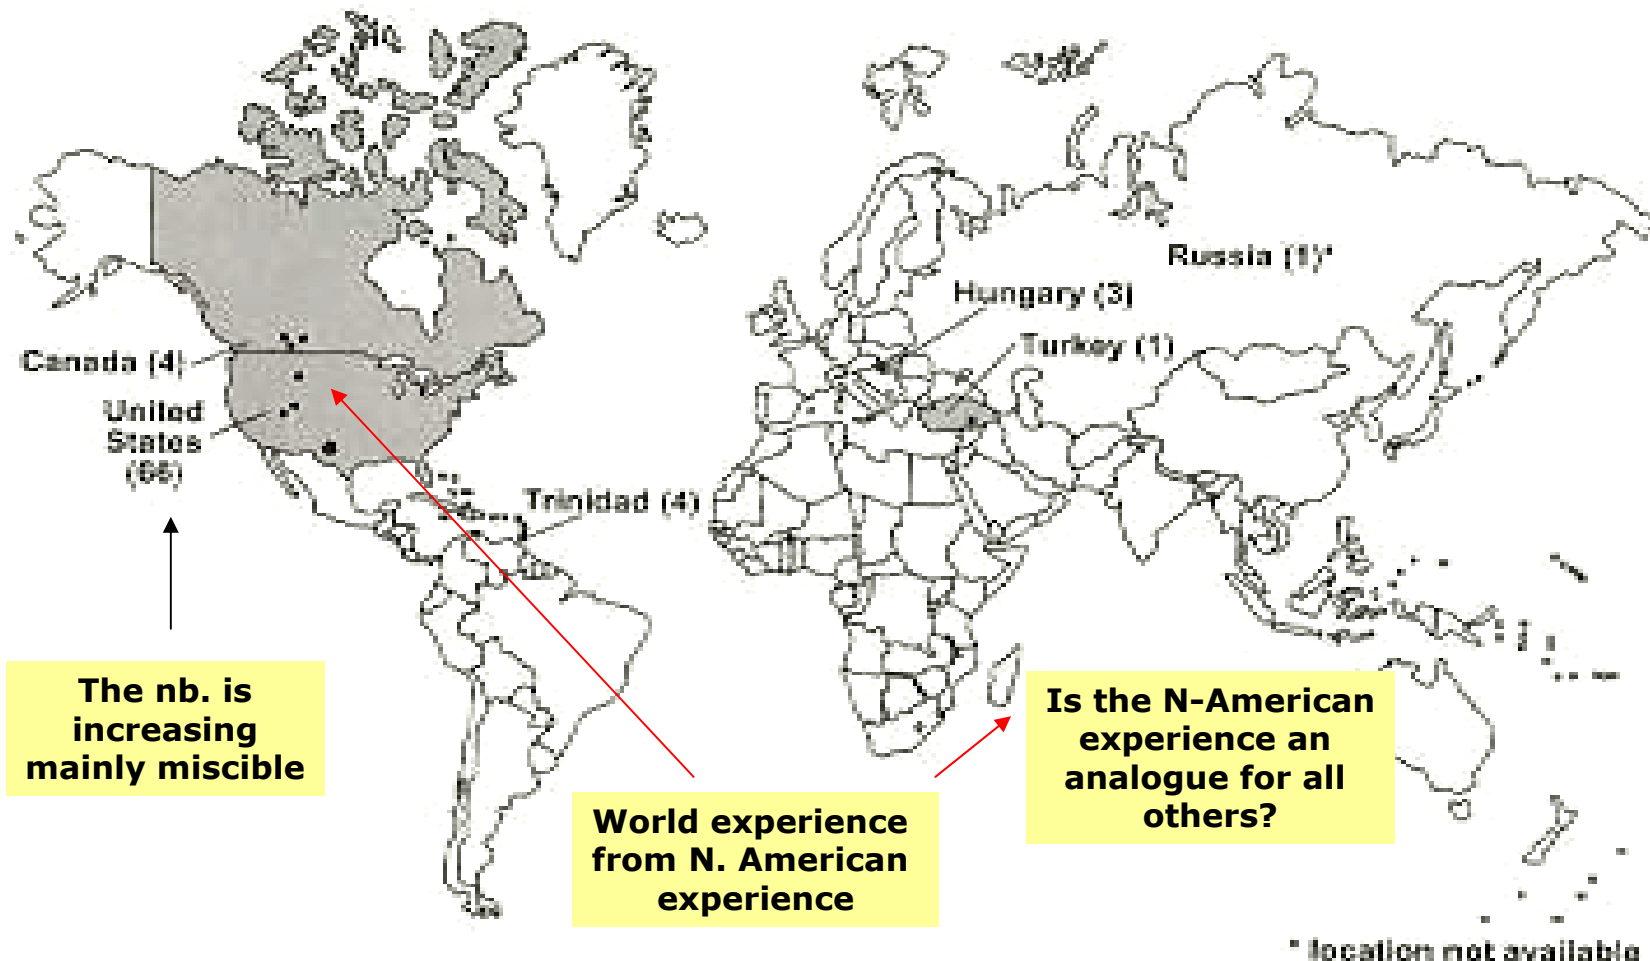 Russia (1)*
Hungary (3)
Turkey (1)
Canada (4)
United
States
Trinidad (4)
The nb. is
increasing
mainly miscible
Is the N-American
experience an
analogue for all
others?
World experience
from N. American
experience
* location not available